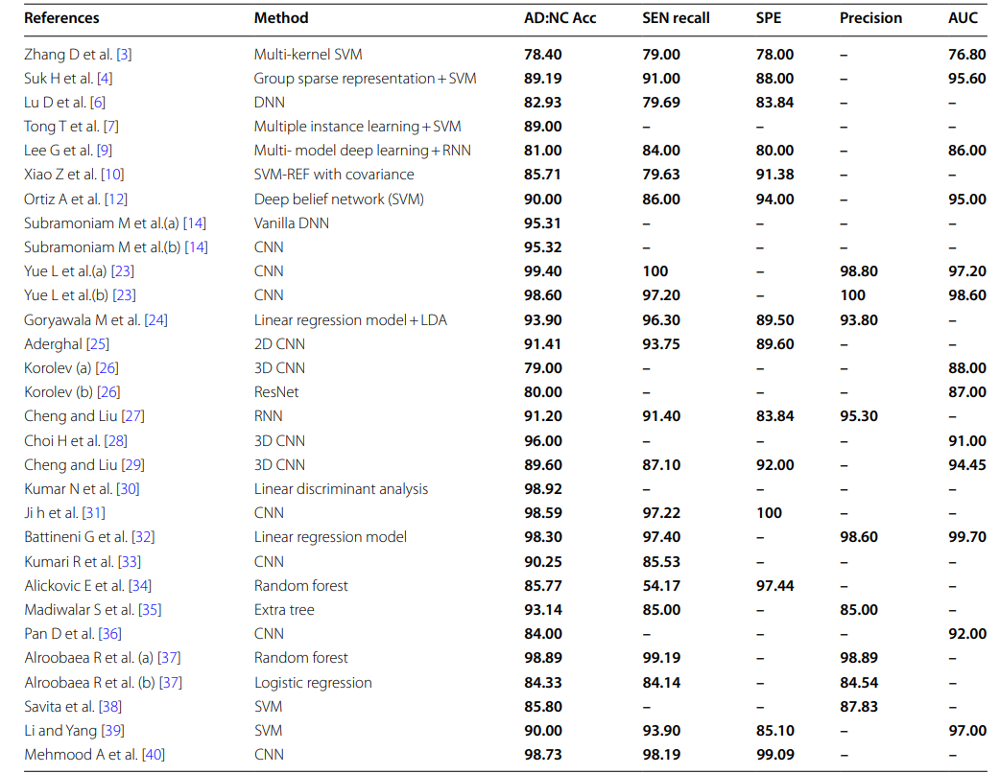 References Method AD:NC Acc SEN recall SPE Precision AUC
Zhang D et al. [3] Multi-kernel SVM 78.40 79.00 78.00 – 76.80
Suk H et al. [4] Group sparse representation + SVM 89.19 91.00 88.00 – 95.60
Lu D et al. [6] DNN 82.93 79.69 83.84 – –
Tong T et al. [7] Multiple instance learning + SVM 89.00 – – – –
Lee G et al. [9] Multi- model deep learning + RNN 81.00 84.00 80.00 – 86.00
Xiao Z et al. [10] SVM-REF with covariance 85.71 79.63 91.38 – –
Ortiz A et al. [12] Deep belief network (SVM) 90.00 86.00 94.00 – 95.00
Subramoniam M et al.(a) [14] Vanilla DNN 95.31 – – – –
Subramoniam M et al.(b) [14] CNN 95.32 – – – –
Yue L et al.(a) [23] CNN 99.40 100 – 98.80 97.20
Yue L et al.(b) [23] CNN 98.60 97.20 – 100 98.60
Goryawala M et al. [24] Linear regression model + LDA 93.90 96.30 89.50 93.80 –
Aderghal [25] 2D CNN 91.41 93.75 89.60 – –
Korolev (a) [26] 3D CNN 79.00 – – – 88.00
Korolev (b) [26] ResNet 80.00 – – – 87.00
Cheng and Liu [27] RNN 91.20 91.40 83.84 95.30 –
Choi H et al. [28] 3D CNN 96.00 – – – 91.00
Cheng and Liu [29] 3D CNN 89.60 87.10 92.00 – 94.45
Kumar N et al. [30] Linear discriminant analysis 98.92 – – – –
Ji h et al. [31] CNN 98.59 97.22 100 – –
Battineni G et al. [32] Linear regression model 98.30 97.40 – 98.60 99.70
Kumari R et al. [33] CNN 90.25 85.53 – – –
Alickovic E et al. [34] Random forest 85.77 54.17 97.44 – –
Madiwalar S et al. [35] Extra tree 93.14 85.00 – 85.00 –
Pan D et al. [36] CNN 84.00 – – – 92.00
Alroobaea R et al. (a) [37] Random forest 98.89 99.19 – 98.89 –
Alroobaea R et al. (b) [37] Logistic regression 84.33 84.14 – 84.54 –
Savita et al. [38] SVM 85.80 – – 87.83 –
Li and Yang [39] SVM 90.00 93.90 85.10 – 97.00
Mehmood A et al. [40] CNN 98.73 98.19 99.09 – –